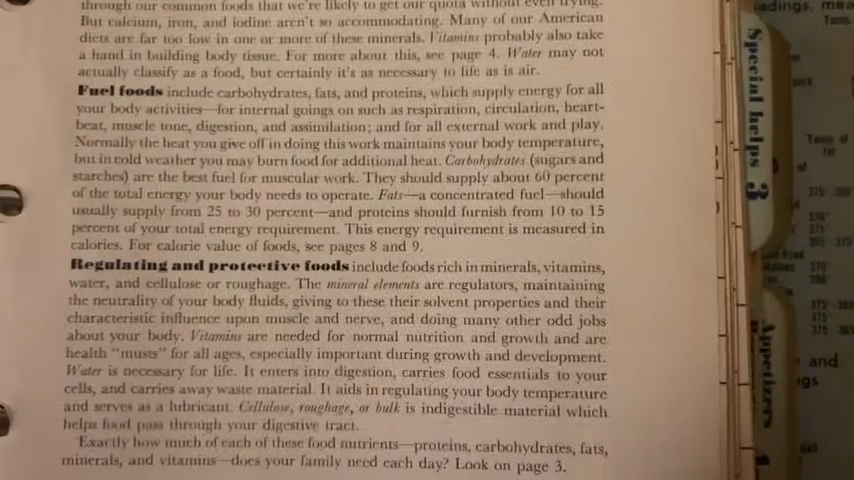 through our common foods that we're likely to get our quota without even trying.
But calcium, iron, and iodine aren't so accommodating. Many of our American
diets are far too low in one or more of these minerals. Vitamins probably also take
a hand in building body tissue. For more about this, see page 4. Water may not
actually classify as a food, but certainly it's as necessary to life as is air.
Fuel foods include carbohydrates, fats, and proteins, which supply energy for all
your body activities—for internal goings on such as respiration, circulation, heart-
beat, muscle tone, digestion, and assimilation; and for all external work and play.
Normally the heat you give off in doing this work maintains your body temperature,
but in cold weather you may burn food for additional heat. Carbohydrates (sugars and
starches) are the best fuel for muscular work. They should supply about 60 percent
of the total energy your body needs to operate. Fats—a concentrated fuel—should
usually supply from 25 to 30 percent—and proteins should furnish from 10 to 15
percent of your total energy requirement. This energy requirement is measured in
calories. For calorie value of foods, see pages 8 and 9.
Regulating and protective foods include foods rich in minerals, vitamins,
water, and cellulose or roughage. The mineral elements are regulators, maintaining
the neutrality of your body fluids, giving to these their solvent properties and their
characteristic influence upon muscle and nerve, and doing many other odd jobs
about your body. Vitamins are needed for normal nutrition and growth and are
health "musts" for all ages, especially important during growth and development.
Water is necessary for life. It enters into digestion, carries food essentials to your
cells, and carries away waste material. It aids in regulating your body temperature
and serves as a lubricant. Cellulose, roughage, or bulk is indigestible material which
helps food pass through your digestive tract.
Exactly how much of each of these food nutrients—proteins, carbohydrates, fats,
minerals, and vitamins—does your family need each day? Look on page 3.
Special helps 3
Appetizers
and